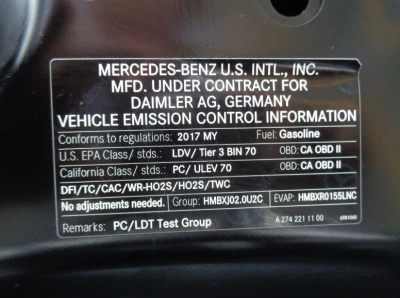 MERCEDES-BENZ U.S. INTL., INC.
MFD. UNDER CONTRACT FOR
DAIMLER AG, GERMANY
VEHICLE EMISSION CONTROL INFORMATION
Conforms to regulations: 2017 MY Fuel: Gasoline
U.S. EPA Class/ stds.: LDV/ Tier 3 BIN 70 OBD: CA OBD II
California Class/ stds.: PC/ ULEV 70 OBD: CA OBD II
DFI/TC/CAC/WR-HO2S/HO2S/TWC
No adjustments needed. Group: HMBXJ02.0U2C EVAP: HMBXR0155LNC
Remarks: PC/LDT Test Group A 274 221 11 00